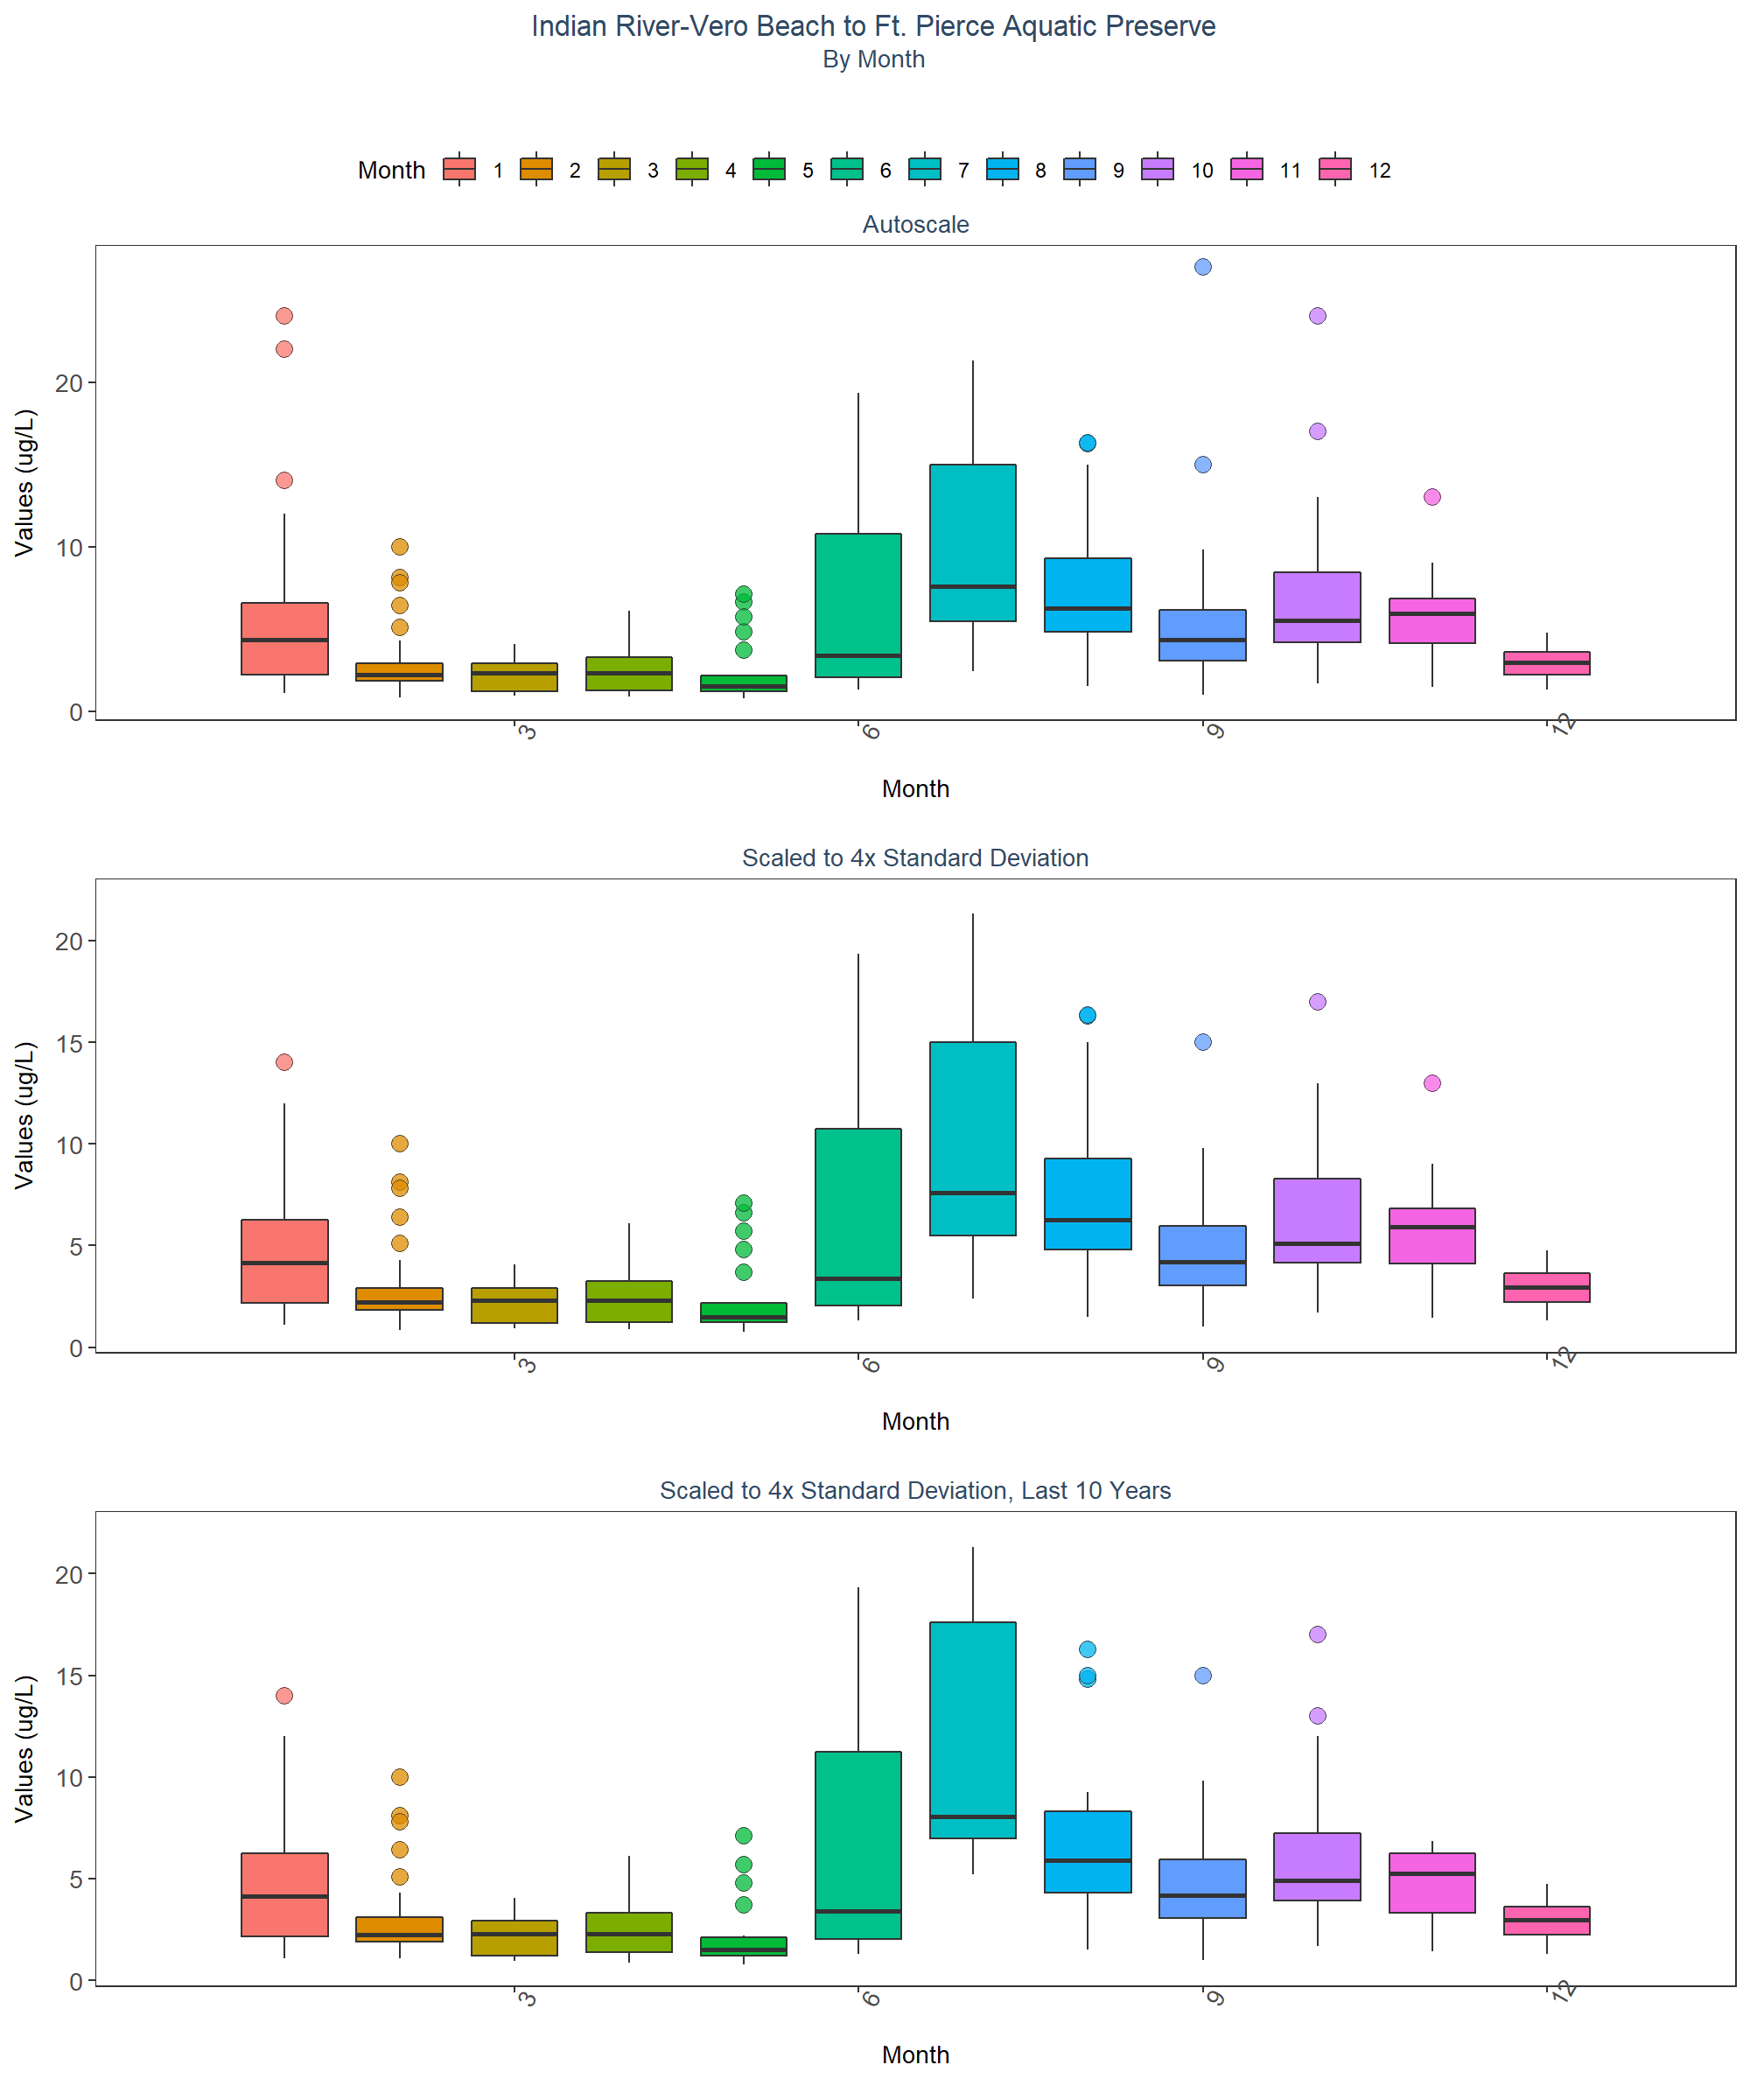 Indian River-Vero Beach to Ft. Pierce Aquatic Preserve
By Month
Month 1 2 3 4 5 6 7 8 9 10 11 12
Autoscale
Values (ug/L)
20
10
0
3 6 9 12
Month
Scaled to 4x Standard Deviation
Values (ug/L)
20
15
10
5
0
3 6 9 12
Month
Scaled to 4x Standard Deviation, Last 10 Years
Values (ug/L)
20
15
10
5
0
3 6 9 12
Month